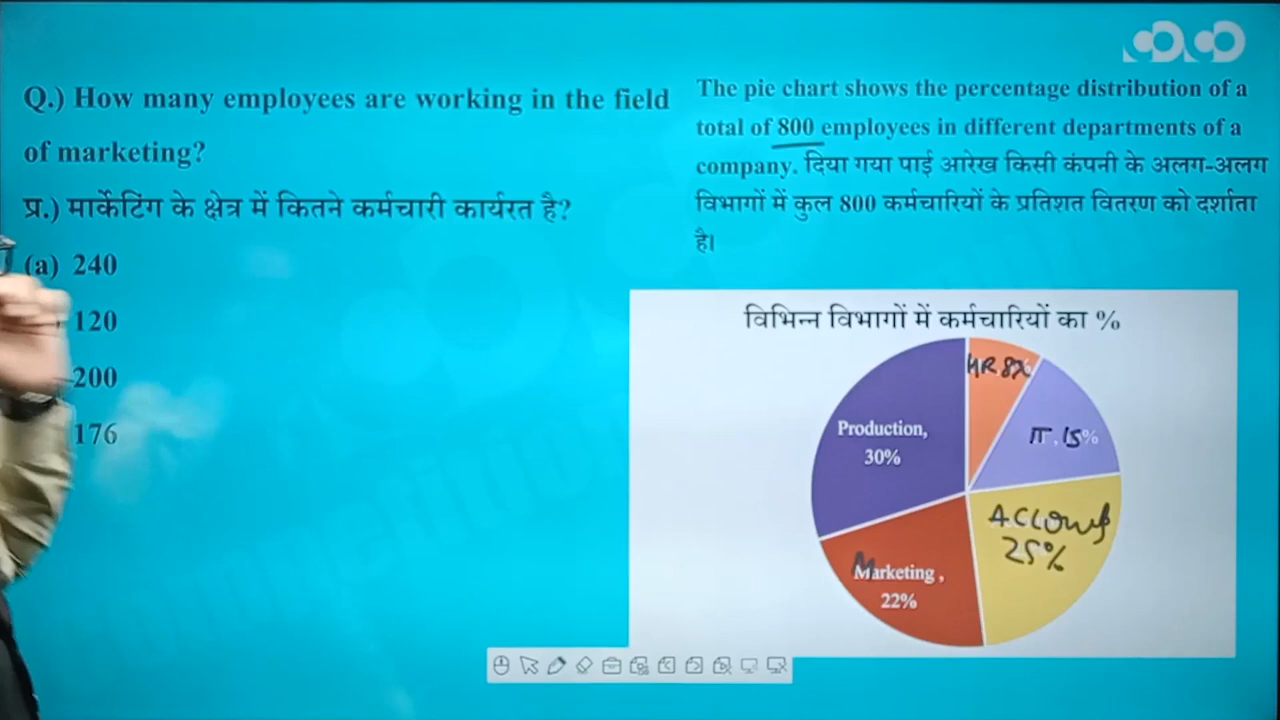 Q.) How many employees are working in the field
of marketing?
प्र.) मार्केटिंग के क्षेत्र में कितने कर्मचारी कार्यरत है?
(a) 240
120
200
176
The pie chart shows the percentage distribution of a
total of 800 employees in different departments of a
company. दिया गया पाई आरेख किसी कंपनी के अलग-अलग
विभागों में कुल 800 कर्मचारियों के प्रतिशत वितरण को दर्शाता
है।
विभिन्न विभागों में कर्मचारियों का %
HR 8%
IT, 15%
Production,
30%
Accounts
25%
Marketing ,
22%